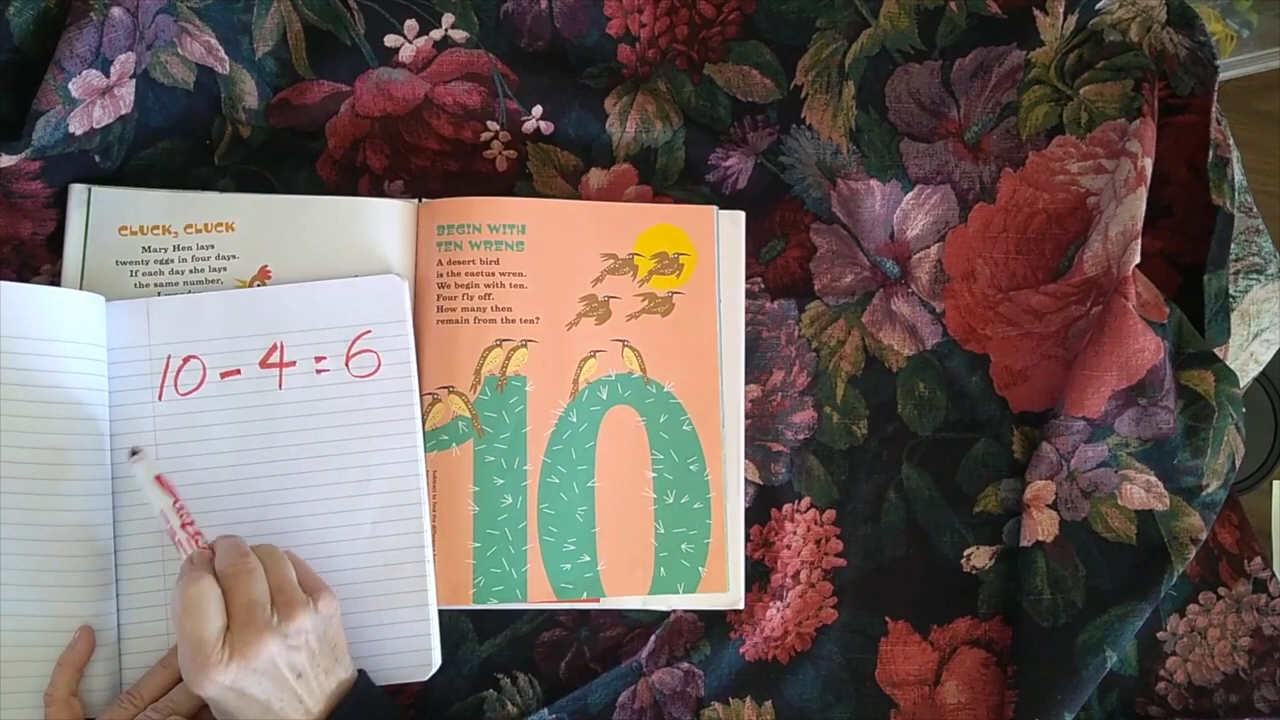 CLUCK, CLUCK
Mary Hen lays
twenty eggs in four days.
If each day she lays
the same number,
BEGIN WITH
TEN WRENS
A desert bird
is the cactus wren.
We begin with ten.
Four fly off.
How many then
remain from the ten?
10 - 4 = 6
10